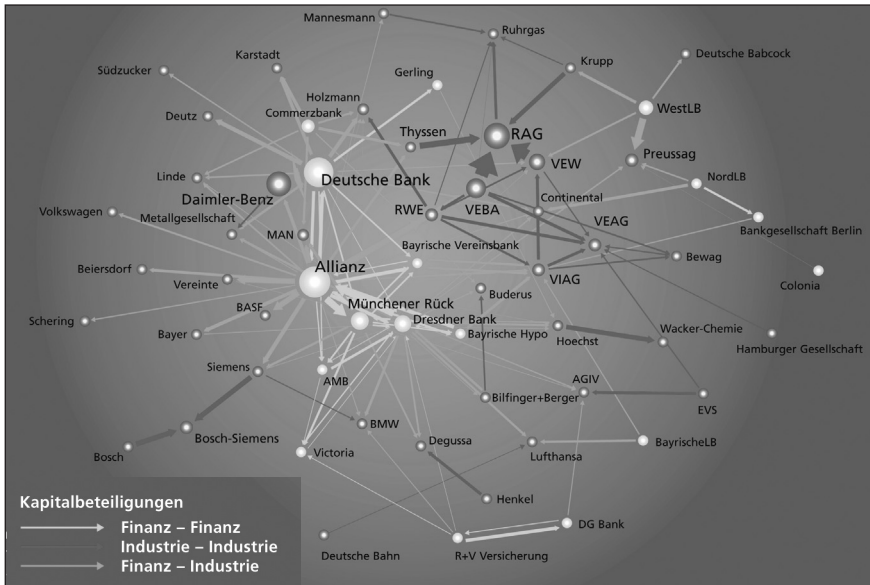 Mannesmann
Ruhrgas
Karstadt
Krupp
Deutsche Babcock
Südzucker
Gerling
Holzmann
Deutz
Commerzbank
WestLB
Thyssen
RAG
Preussag
Linde
Deutsche Bank
VEW
NordLB
Daimler-Benz
Continental
Volkswagen
Metallgesellschaft
RWE
VEBA
VEAG
Bankgesellschaft Berlin
MAN
Bayrische Vereinsbank
Bewag
Beiersdorf
Allianz
VIAG
Colonia
Vereinte
BASF
Münchener Rück
Buderus
Schering
Dresdner Bank
Bayer
Bayrische Hypo
Hoechst
Wacker-Chemie
Hamburger Gesellschaft
Siemens
AMB
AGIV
Bilfinger+Berger
EVS
BMW
Bosch-Siemens
Degussa
Bosch
Victoria
Lufthansa
BayrischeLB
Henkel
Kapitalbeteiligungen
Finanz – Finanz
DG Bank
Industrie – Industrie
Deutsche Bahn
R+V Versicherung
Finanz – Industrie